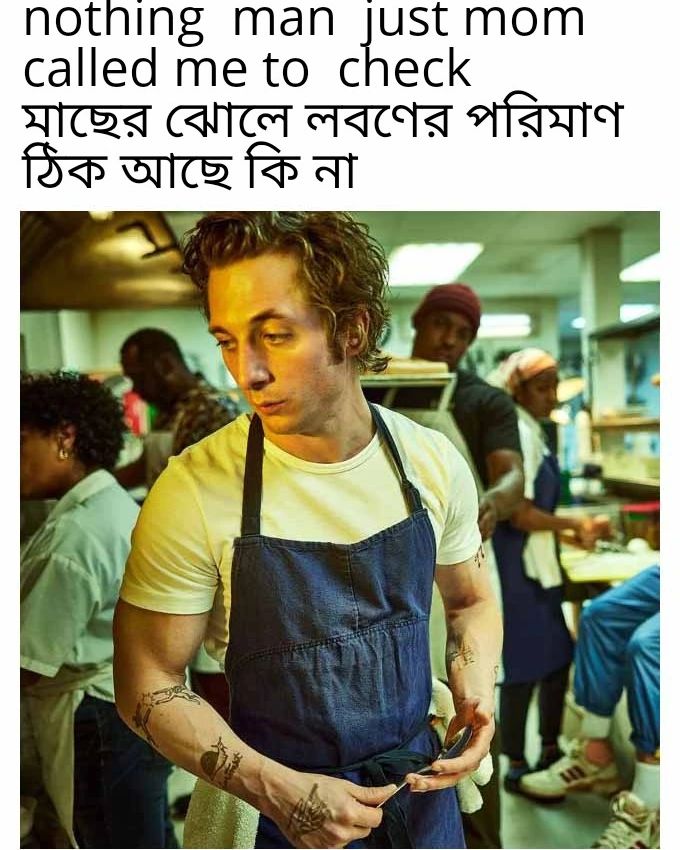 nothing man just mom
called me to check
মাছের ঝোলে লবণের পরিমাণ
ঠিক আছে কি না